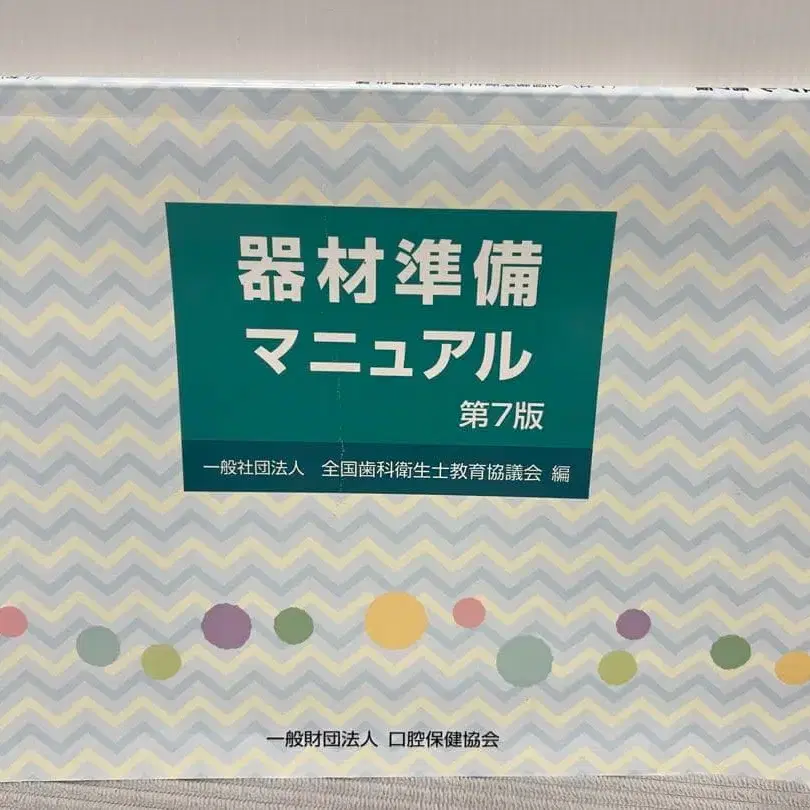 器材準備
マニュアル
第7版
一般社団法人 全国歯科衛生士教育協議会 編
一般財団法人 口腔保健協会